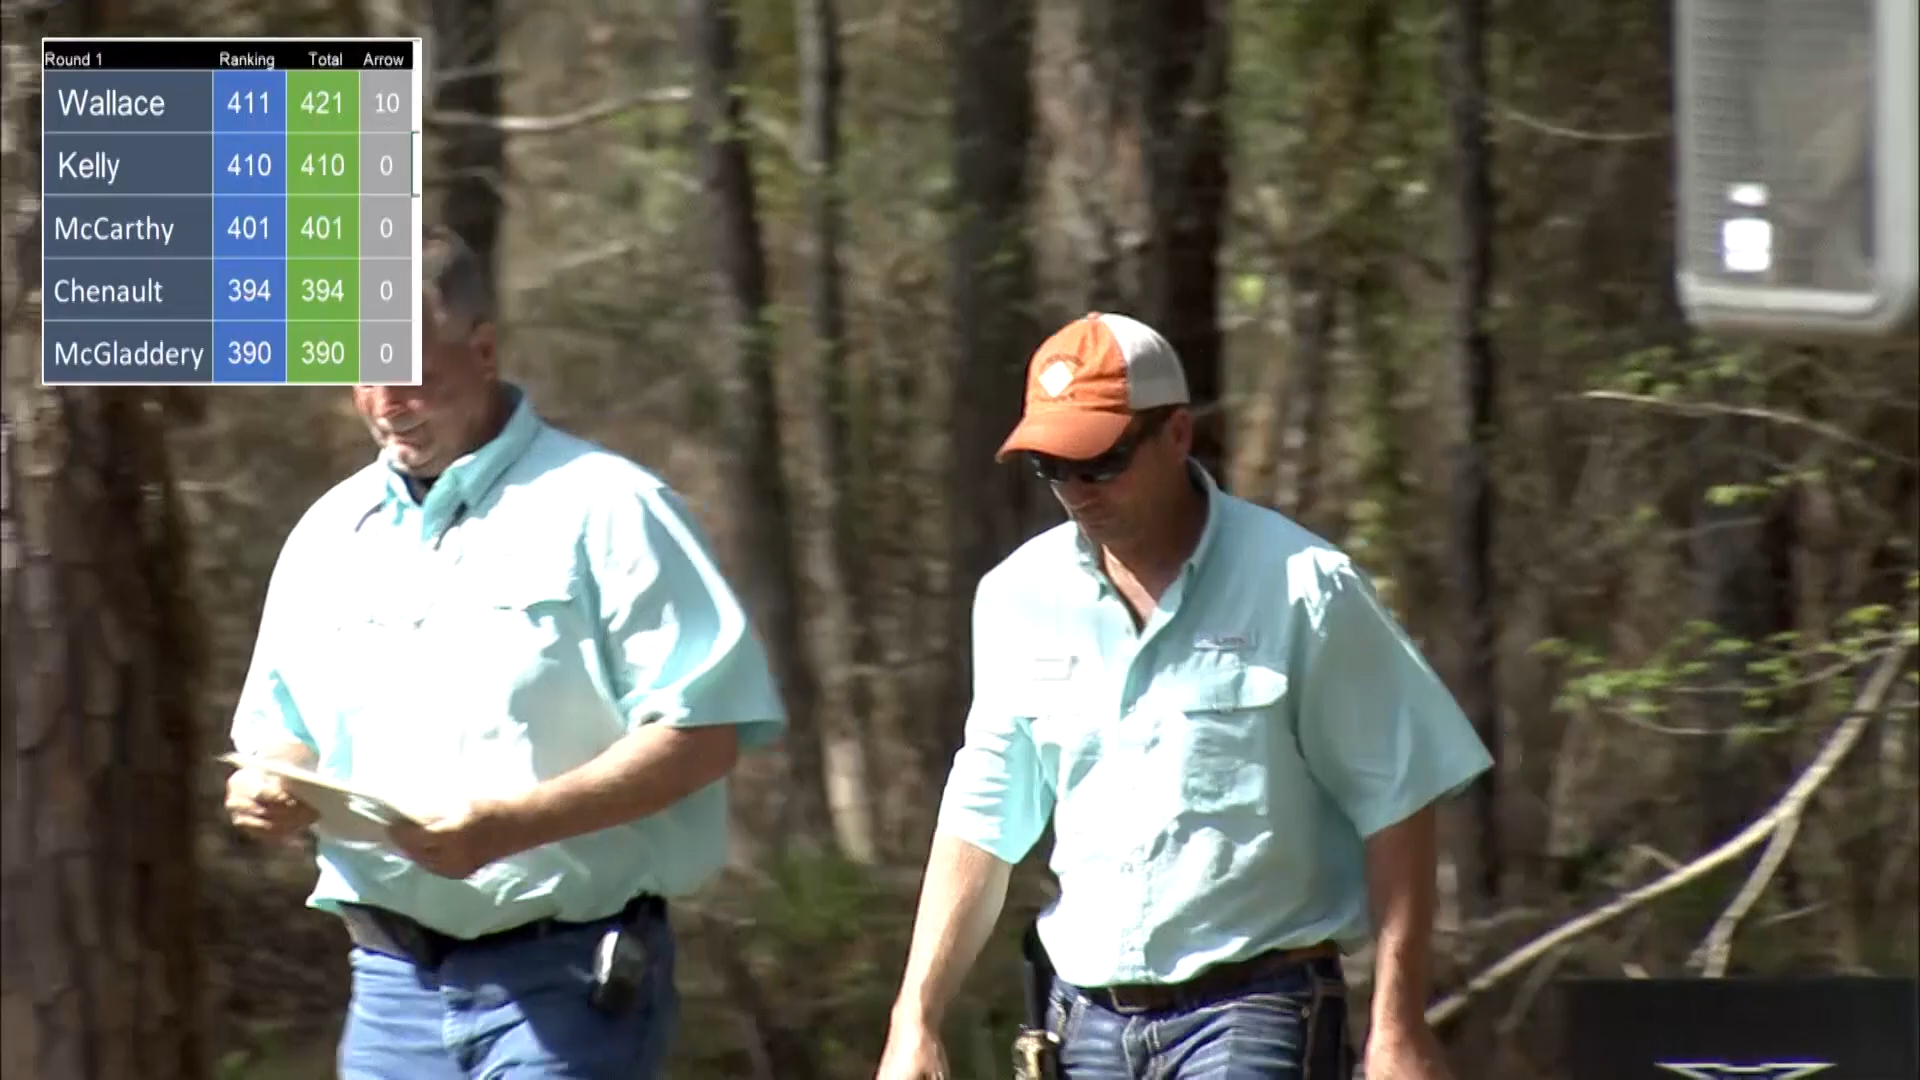 Round 1 Ranking Total Arrow
Wallace 411 421 10
Kelly 410 410 0
McCarthy 401 401 0
Chenault 394 394 0
McGladdery 390 390 0